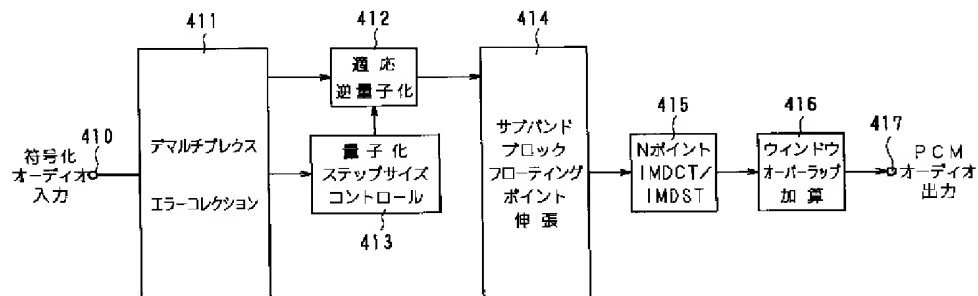 410
符号化
オーディオ
入力
411
デマルチプレクス
エラーコレクション
412
適応
逆量子化
量子化
ステップサイズ
コントロール
413
414
サブバンド
ブロック
フローティング
ポイント
伸張
415
Nポイント
IMDCT/
IMDST
416
ウィンドウ
オーバーラップ
加算
417
PCM
オーディオ
出力